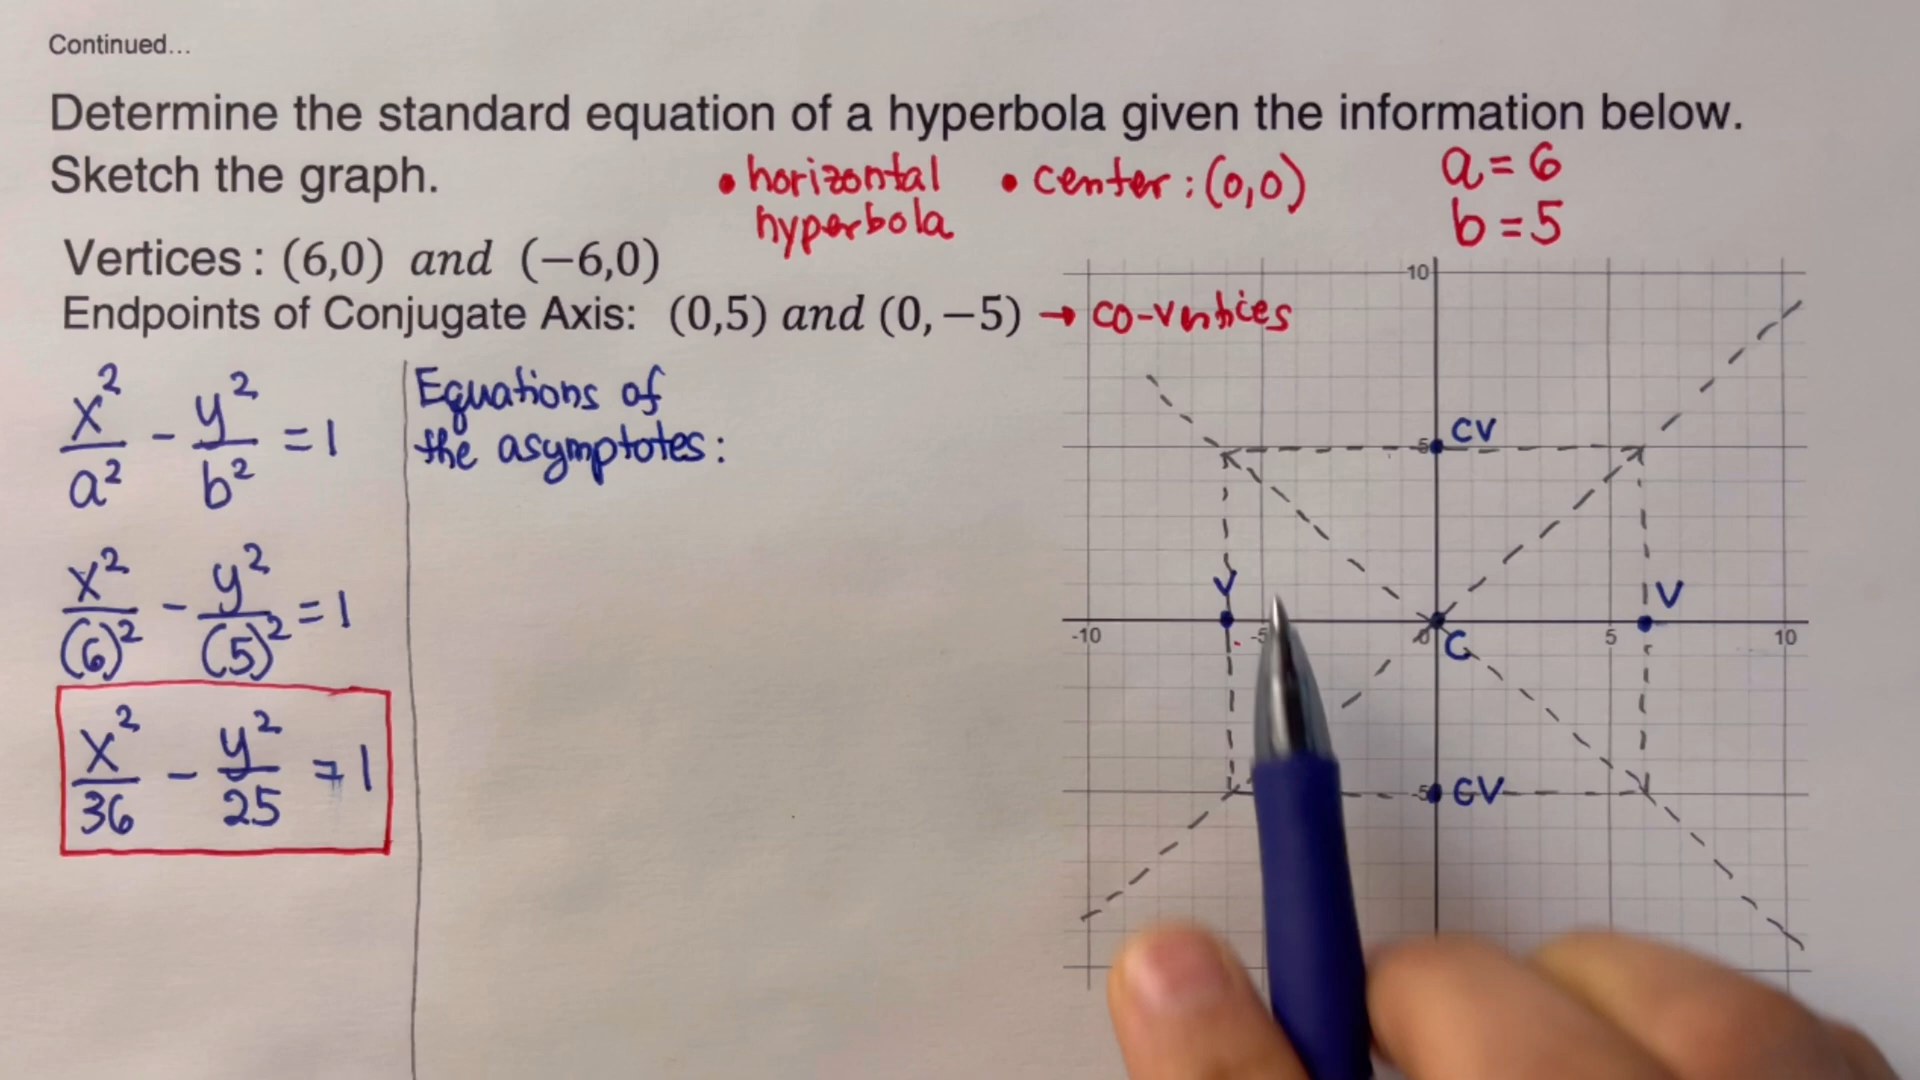 Continued...
Determine the standard equation of a hyperbola given the information below.
Sketch the graph.
• horizontal hyperbola
• center: (0,0)
a = 6
b = 5
Vertices : (6,0) and (−6,0)
Endpoints of Conjugate Axis: (0,5) and (0,−5) → co-vertices
x²/a² - y²/b² = 1
x²/(6)² - y²/(5)² = 1
x²/36 - y²/25 = 1
Equations of
the asymptotes:
10
5 CV
V
V
-10 -5 0 5 10
C
-5 CV